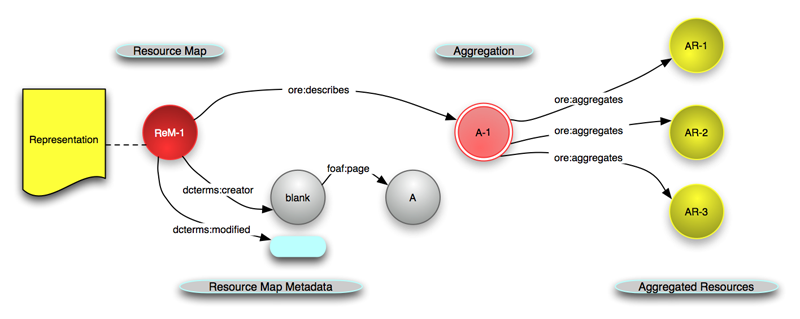 Resource Map
Aggregation
AR-1
ore:describes
ore:aggregates
Representation
ReM-1
A-1
ore:aggregates
AR-2
ore:aggregates
foaf:page
dcterms:creator
blank
A
AR-3
dcterms:modified
Resource Map Metadata
Aggregated Resources